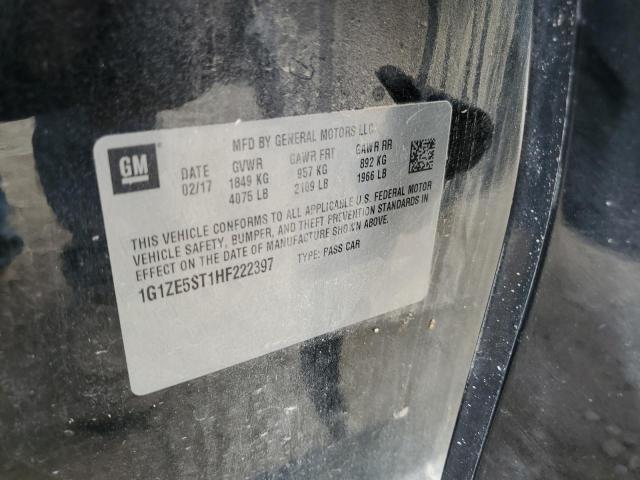 MFD BY GENERAL MOTORS LLC
GM
DATE GVWR GAWR FRT GAWR RR
02/17 1849 KG 957 KG 892 KG
4075 LB 2109 LB 1966 LB
THIS VEHICLE CONFORMS TO ALL APPLICABLE U.S. FEDERAL MOTOR
VEHICLE SAFETY, BUMPER, AND THEFT PREVENTION STANDARDS IN
EFFECT ON THE DATE OF MANUFACTURE SHOWN ABOVE.
1G1ZE5ST1HF222397 TYPE: PASS CAR